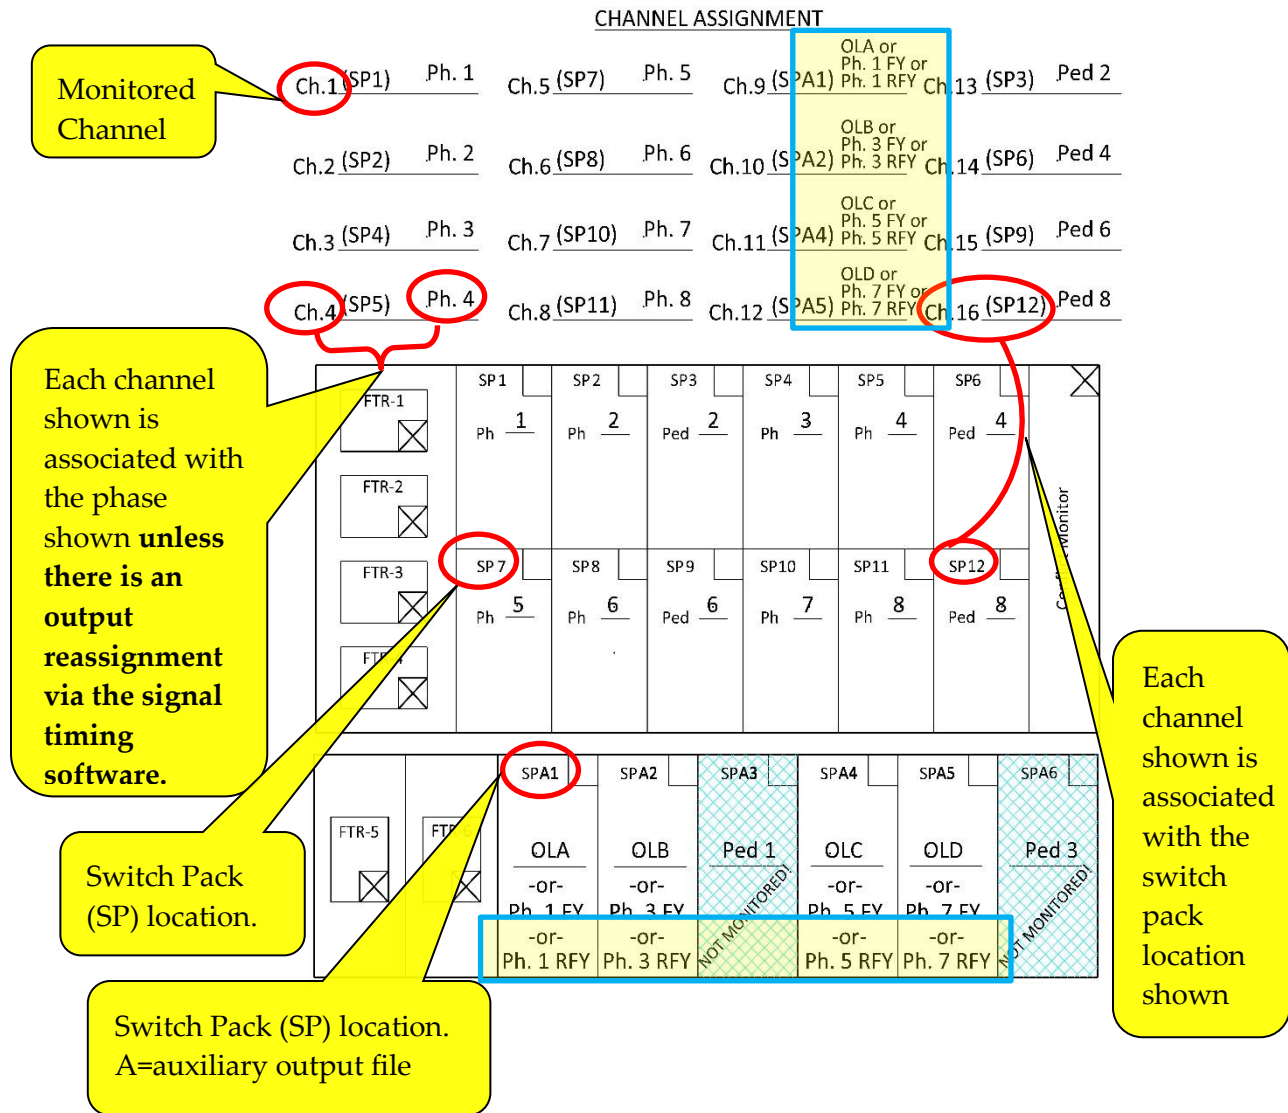 CHANNEL ASSIGNMENT
Monitored
Channel
Ch.1 (SP1) Ph. 1
Ch.5 (SP7) Ph. 5
Ch.9 (SPA1) OLA or
Ph. 1 FY or
Ph. 1 RFY
Ch.13 (SP3) Ped 2
Ch.2 (SP2) Ph. 2
Ch.6 (SP8) Ph. 6
Ch.10 (SPA2) OLB or
Ph. 3 FY or
Ph. 3 RFY
Ch.14 (SP6) Ped 4
Ch.3 (SP4) Ph. 3
Ch.7 (SP10) Ph. 7
Ch.11 (SPA4) OLC or
Ph. 5 FY or
Ph. 5 RFY
Ch.15 (SP9) Ped 6
Ch.4 (SP5) Ph. 4
Ch.8 (SP11) Ph. 8
Ch.12 (SPA5) OLD or
Ph. 7 FY or
Ph. 7 RFY
Ch.16 (SP12) Ped 8
Each channel
shown is
associated with
the phase
shown unless
there is an
output
reassignment
via the signal
timing
software.
FTR-1
FTR-2
FTR-3
SP1
Ph 1
SP2
Ph 2
SP3
Ped 2
SP4
Ph 3
SP5
Ph 4
SP6
Ped 4
Monitor
SP7
Ph 5
SP8
Ph 6
SP9
Ped 6
SP10
Ph 7
SP11
Ph 8
SP12
Ped 8
Each
channel
shown is
associated
with the
switch
pack
location
shown
FTR-5
SPA1
OLA
-or-
Ph. 1 FY
-or-
Ph. 1 RFY
SPA2
OLB
-or-
Ph. 3 FY
-or-
Ph. 3 RFY
SPA3
Ped 1
NOT MONITORED!
SPA4
OLC
-or-
Ph. 5 FY
-or-
Ph. 5 RFY
SPA5
OLD
-or-
Ph. 7 FY
-or-
Ph. 7 RFY
SPA6
Ped 3
NOT MONITORED!
Switch Pack
(SP) location.
Switch Pack (SP) location.
A=auxiliary output file